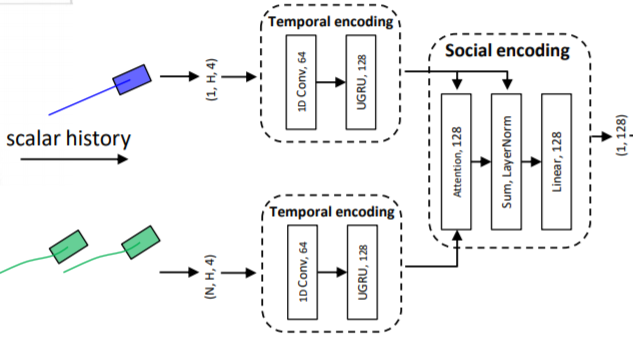 Temporal encoding
1D Conv, 64
UGRU, 128
(1, H, 4)
scalar history
Social encoding
Attention, 128
Sum, LayerNorm
Linear, 128
(1, 128)
Temporal encoding
1D Conv, 64
UGRU, 128
(N, H, 4)